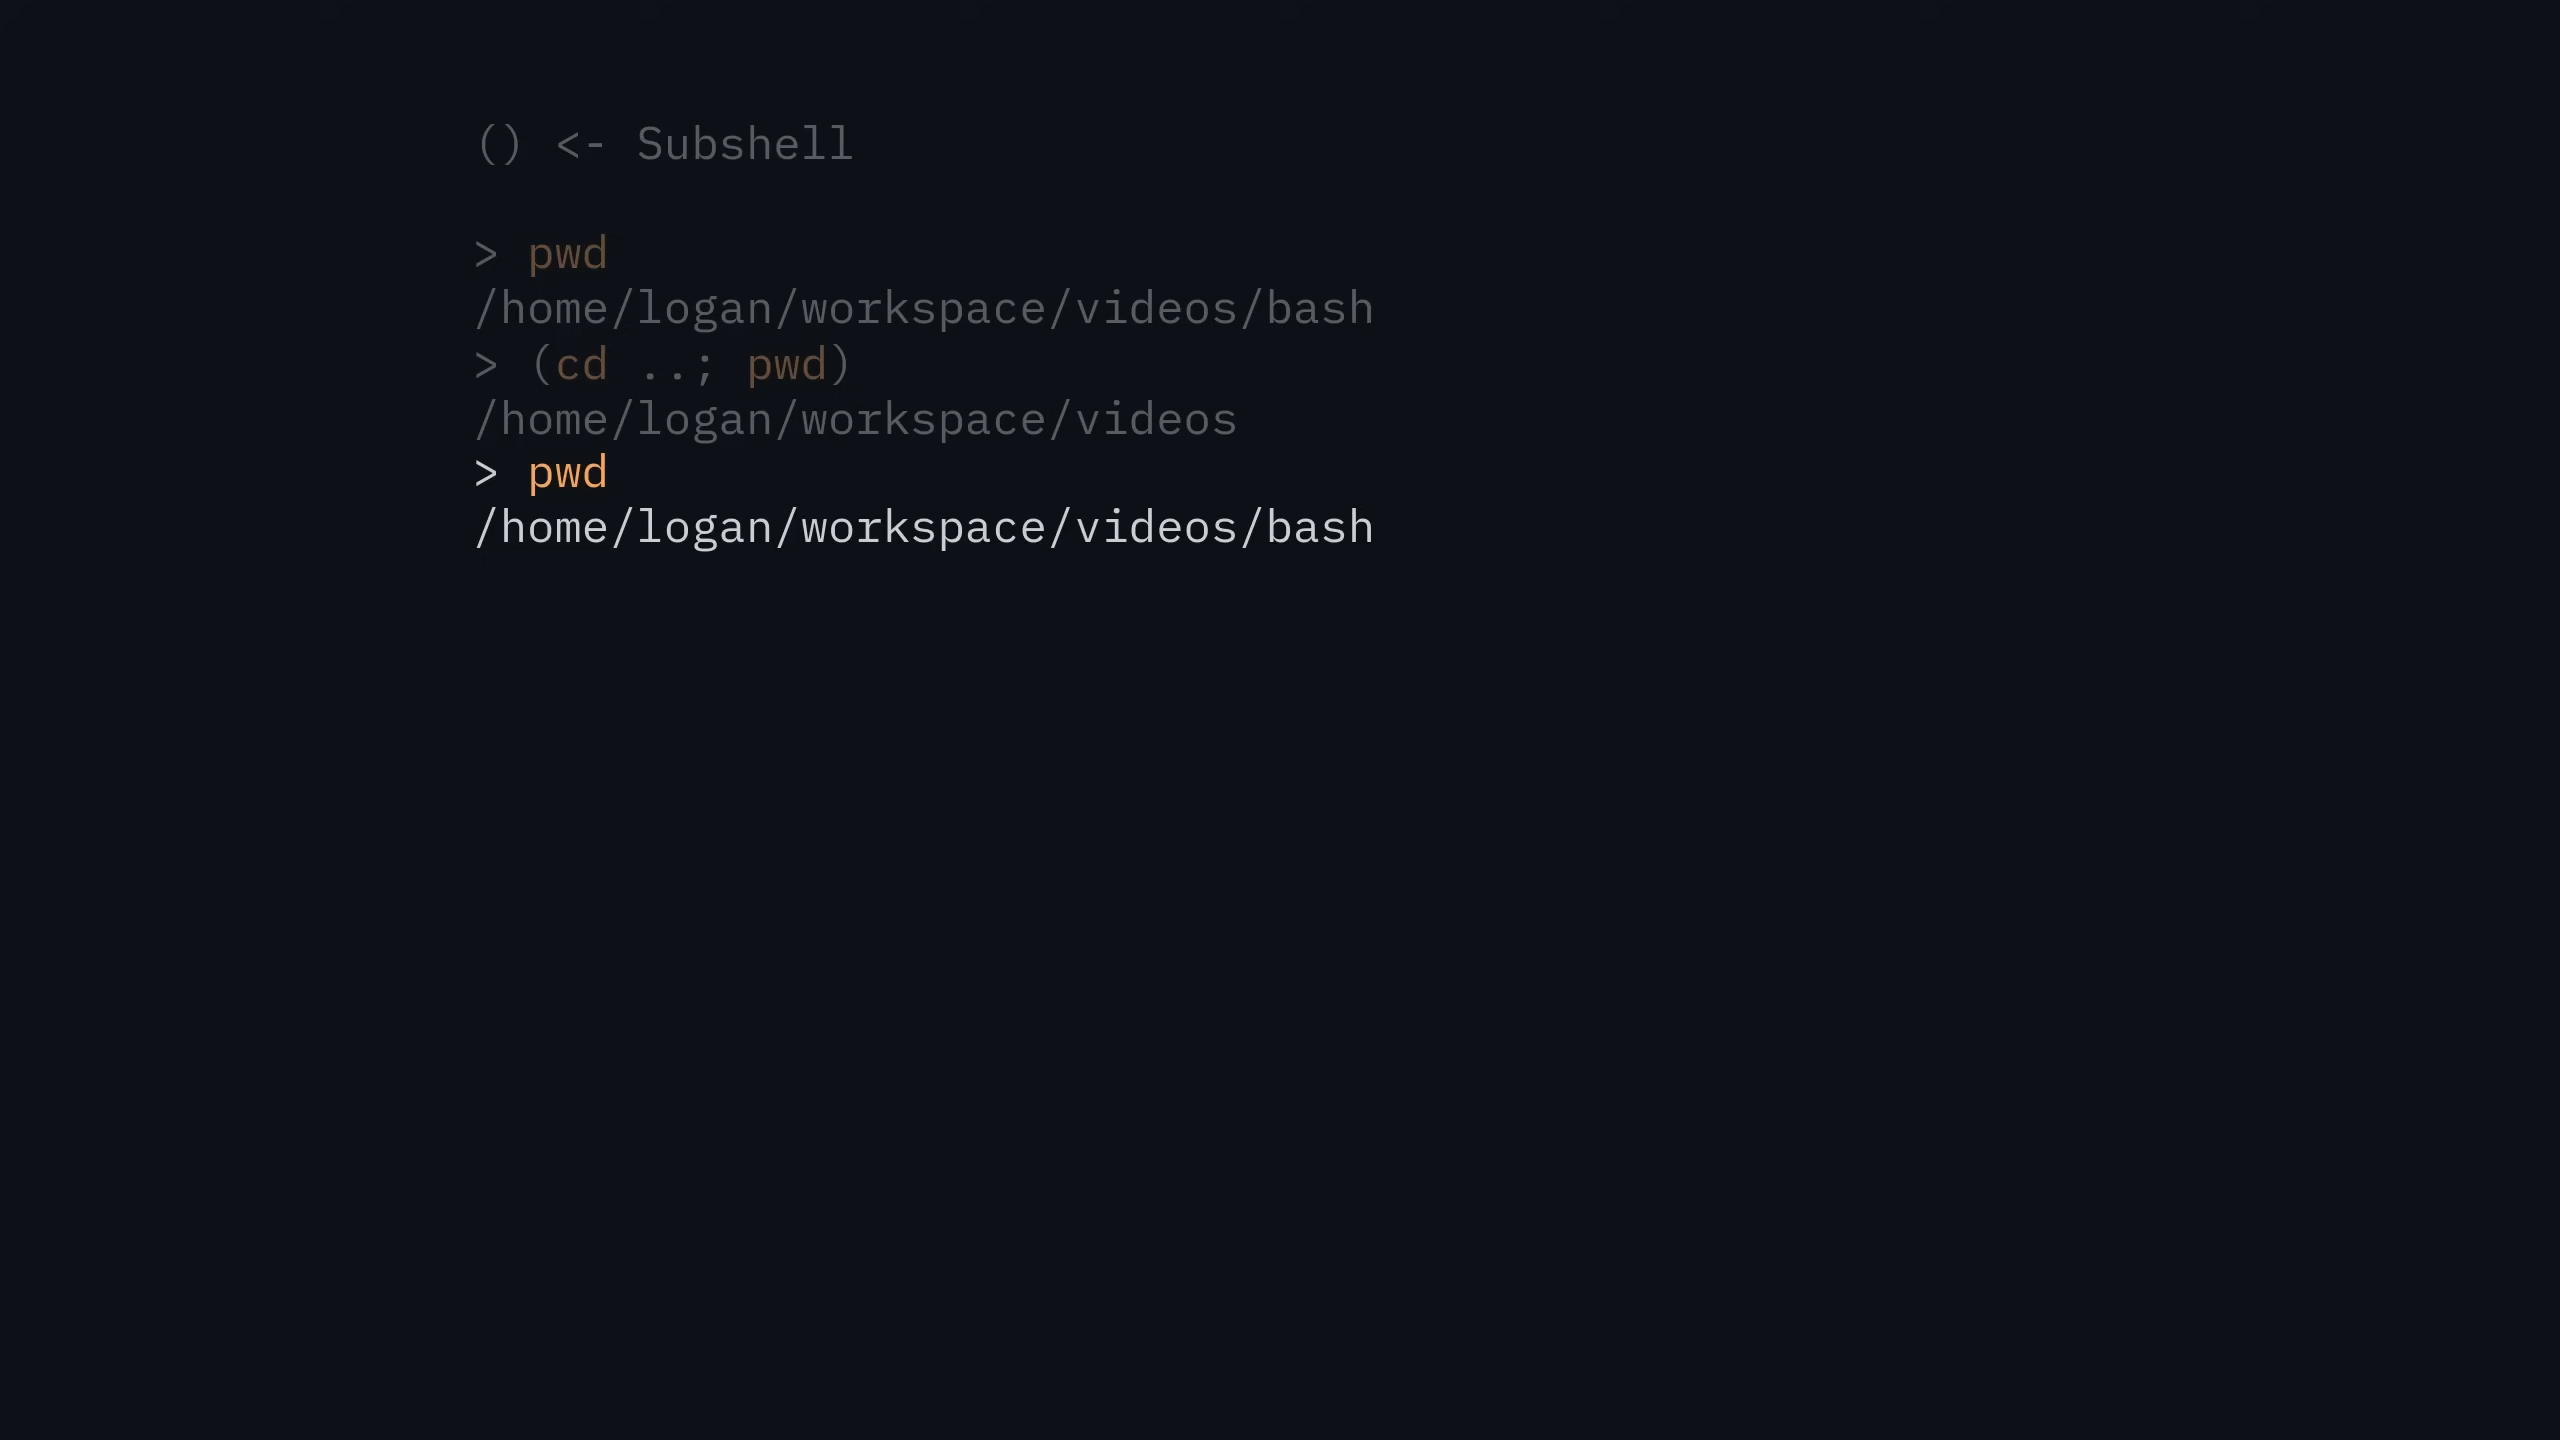 () <- Subshell
> pwd
/home/logan/workspace/videos/bash
> (cd ..; pwd)
/home/logan/workspace/videos
> pwd
/home/logan/workspace/videos/bash